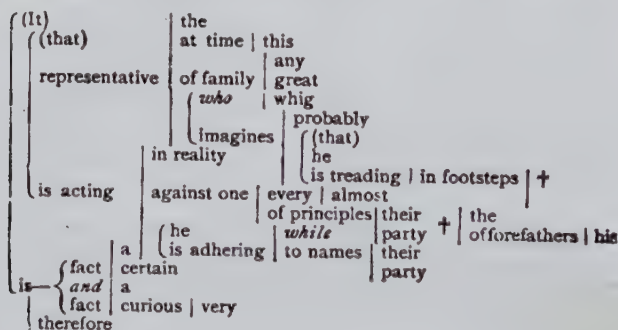 (It)
(that) the
at time | this
any
representative of family great
who whig
imagines probably
(that)
in reality he
is treading | in footsteps | †
is acting against one every | almost
of principles their † the
he while party of forefathers | his
a is adhering to names their
fact certain party
is— and a
fact curious | very
therefore